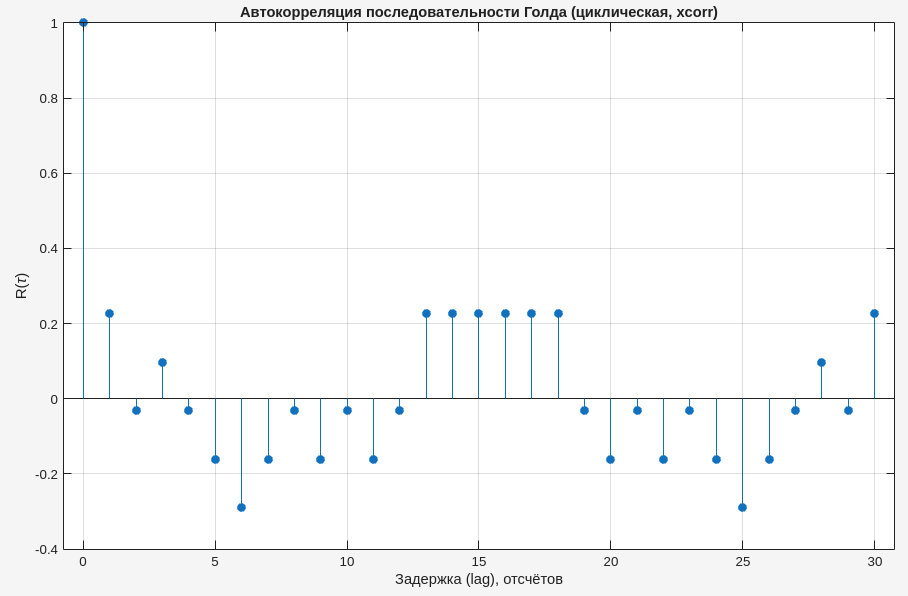 Автокорреляция последовательности Голда (циклическая, xcorr)
1
0.8
0.6
0.4
0.2
0
-0.2
-0.4
R(τ)
0 5 10 15 20 25 30
Задержка (lag), отсчётов